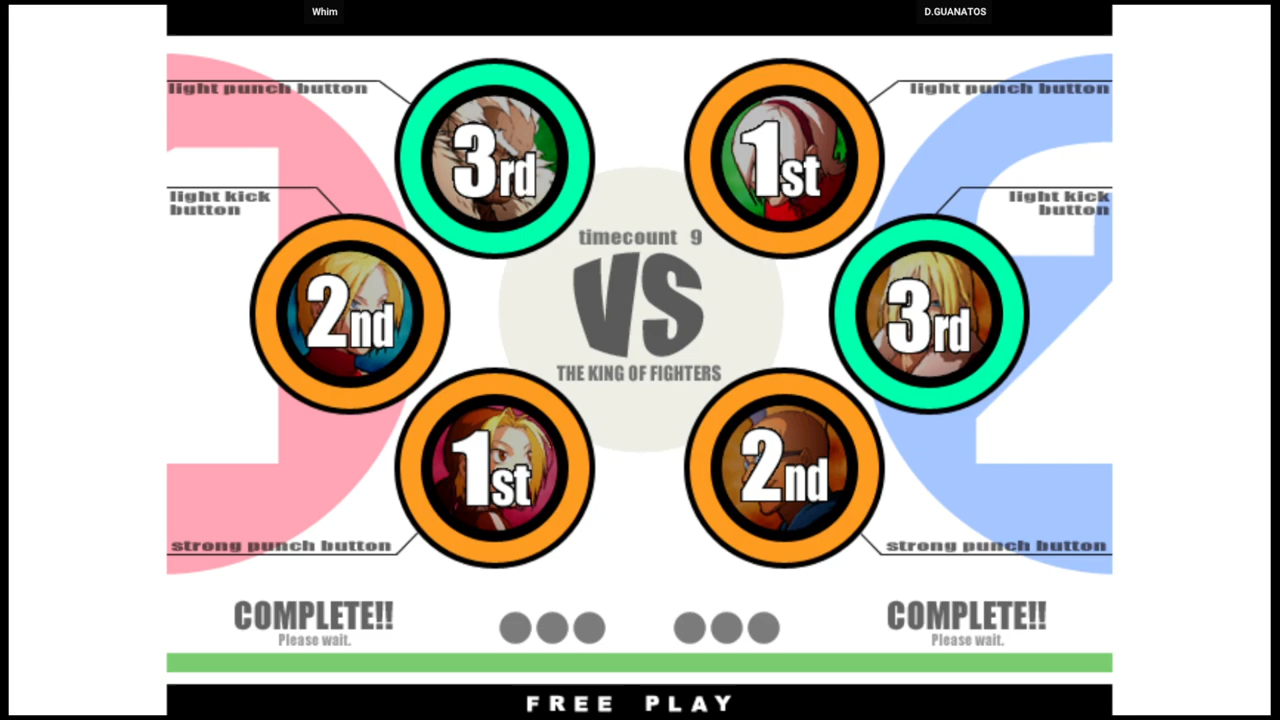 Whim
D.GUANATOS
light punch button
light punch button
3rd
1st
light kick
button
light kick
button
timecount 9
VS
THE KING OF FIGHTERS
2nd
3rd
1st
2nd
strong punch button
strong punch button
COMPLETE!!
Please wait.
COMPLETE!!
Please wait.
FREE PLAY
1
2